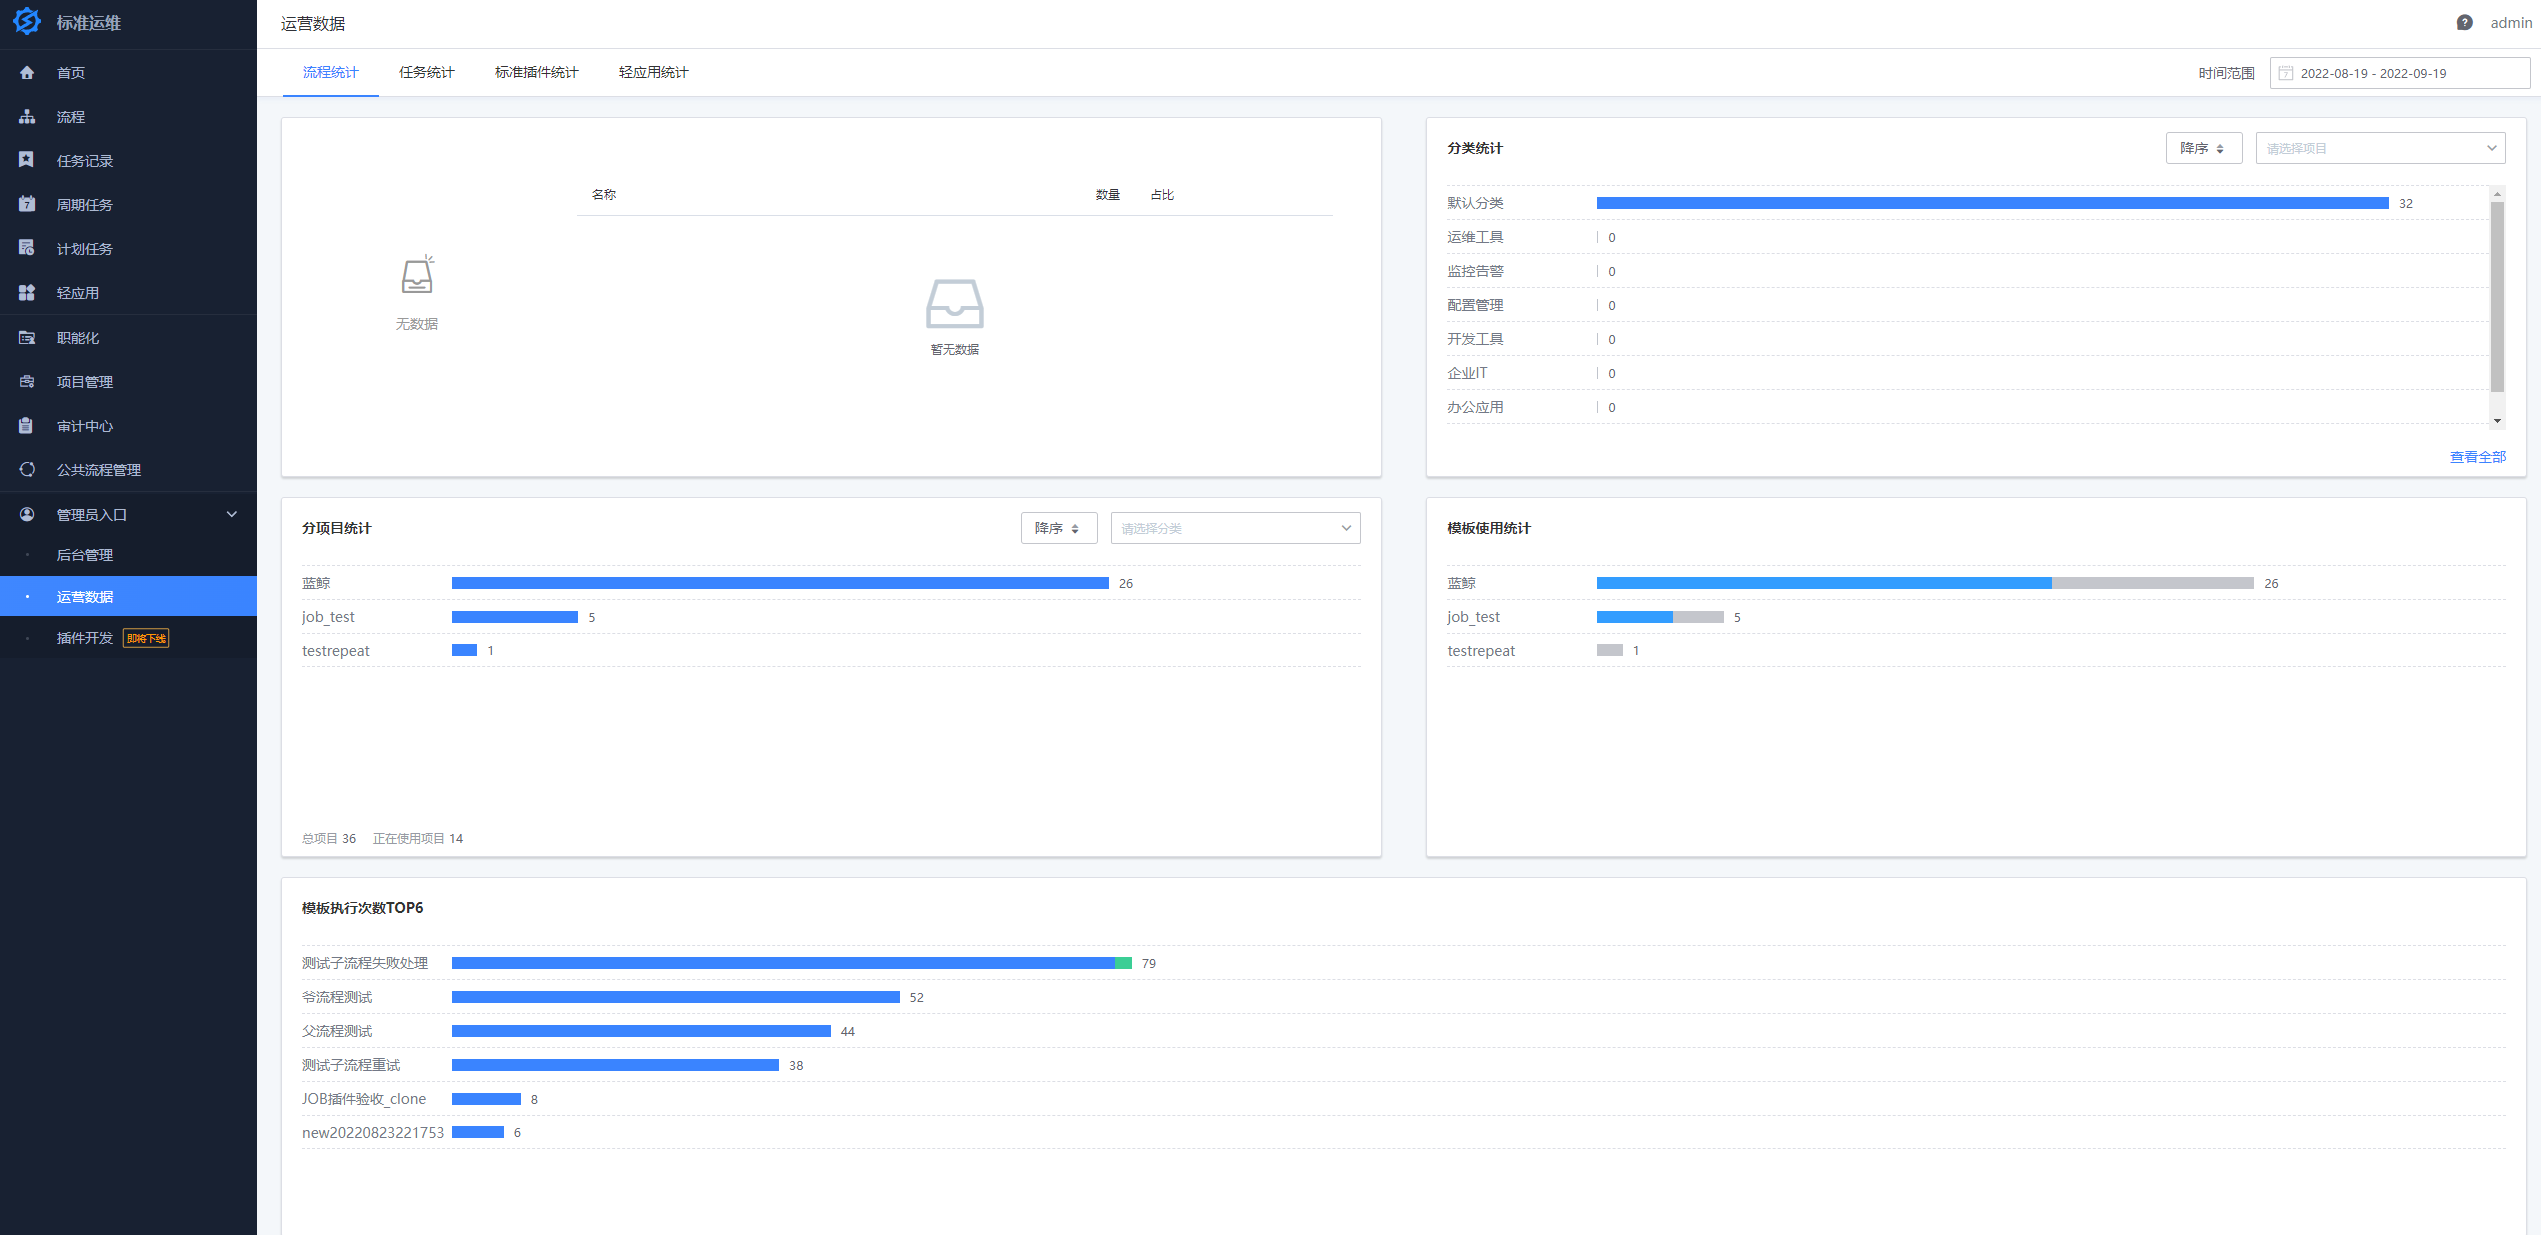 标准运维
首页
流程
任务记录
周期任务
计划任务
轻应用
职能化
项目管理
审计中心
公共流程管理
管理员入口
后台管理
运营数据
插件开发 即将下线
运营数据
admin
流程统计 任务统计 标准插件统计 轻应用统计
时间范围 2022-08-19 - 2022-09-19
名称 数量 占比
无数据
暂无数据
分类统计 降序 请选择项目
默认分类 32
运维工具 0
监控告警 0
配置管理 0
开发工具 0
企业IT 0
办公应用 0
查看全部
分项目统计 降序 请选择分类
蓝鲸 26
job_test 5
testrepeat 1
总项目 36 正在使用项目 14
模板使用统计
蓝鲸 26
job_test 5
testrepeat 1
模板执行次数TOP6
测试子流程失败处理 79
爷流程测试 52
父流程测试 44
测试子流程重试 38
JOB插件验收_clone 8
new20220823221753 6